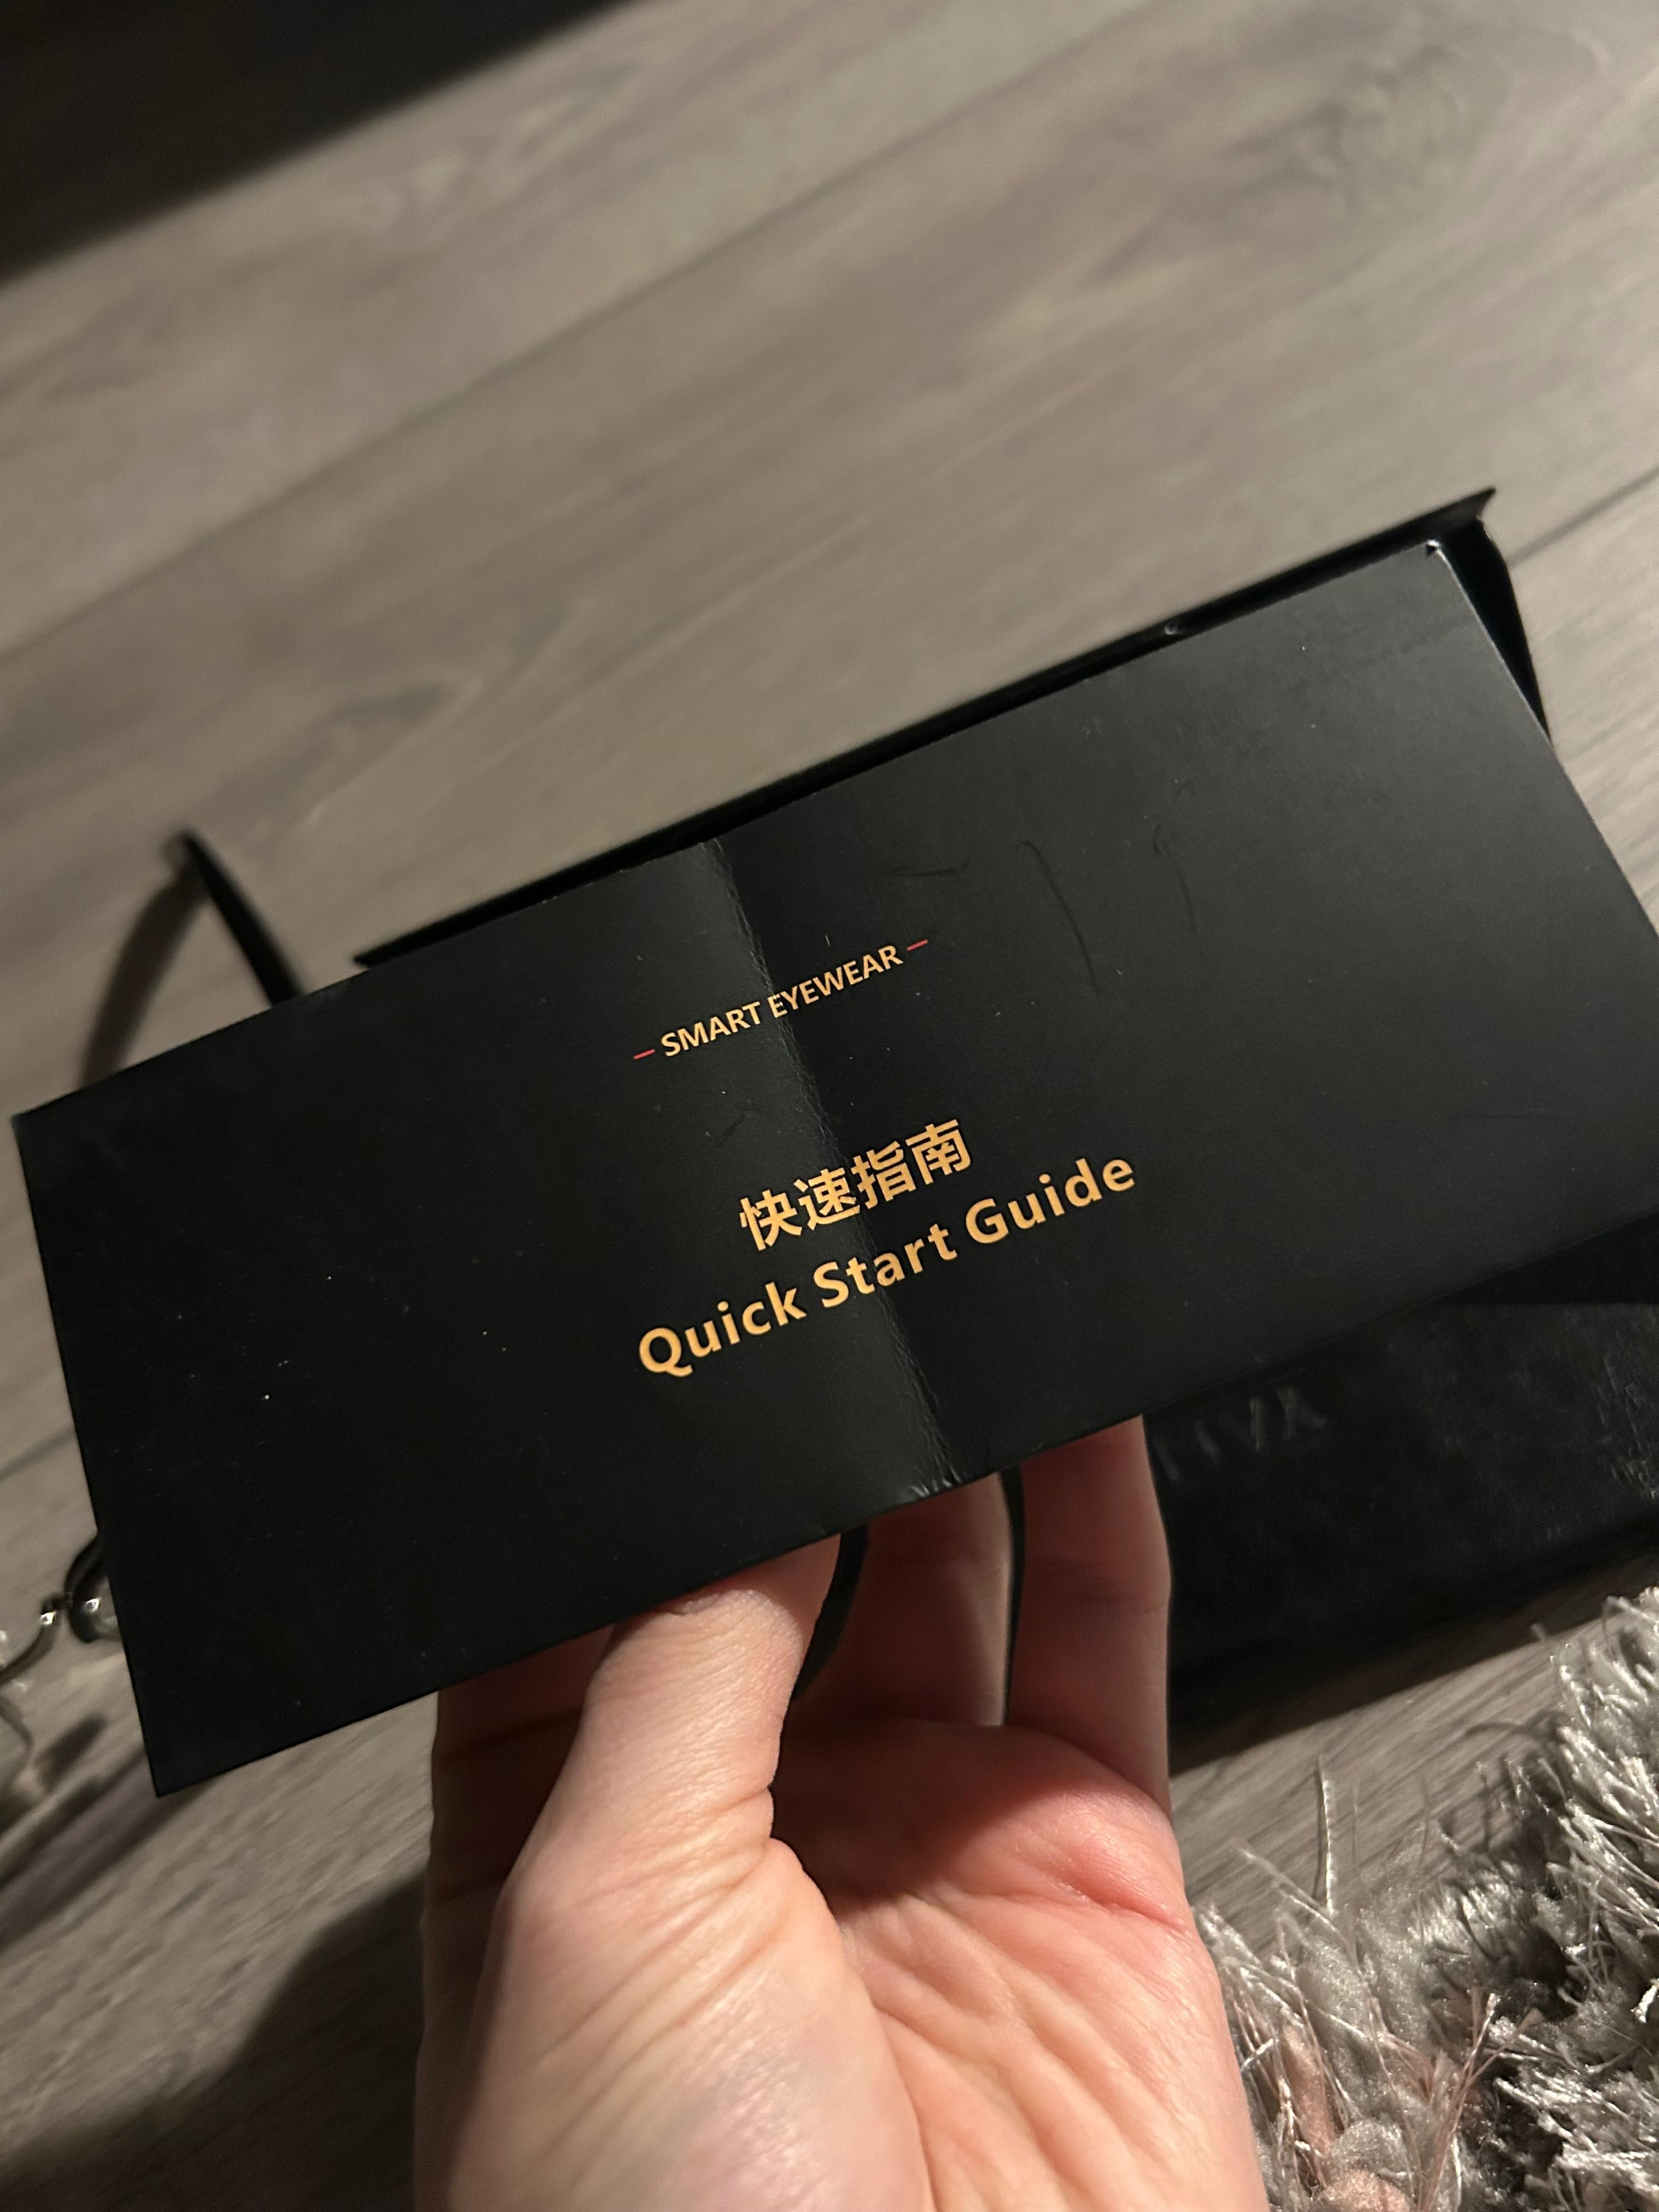 – SMART EYEWEAR –
快速指南
Quick Start Guide